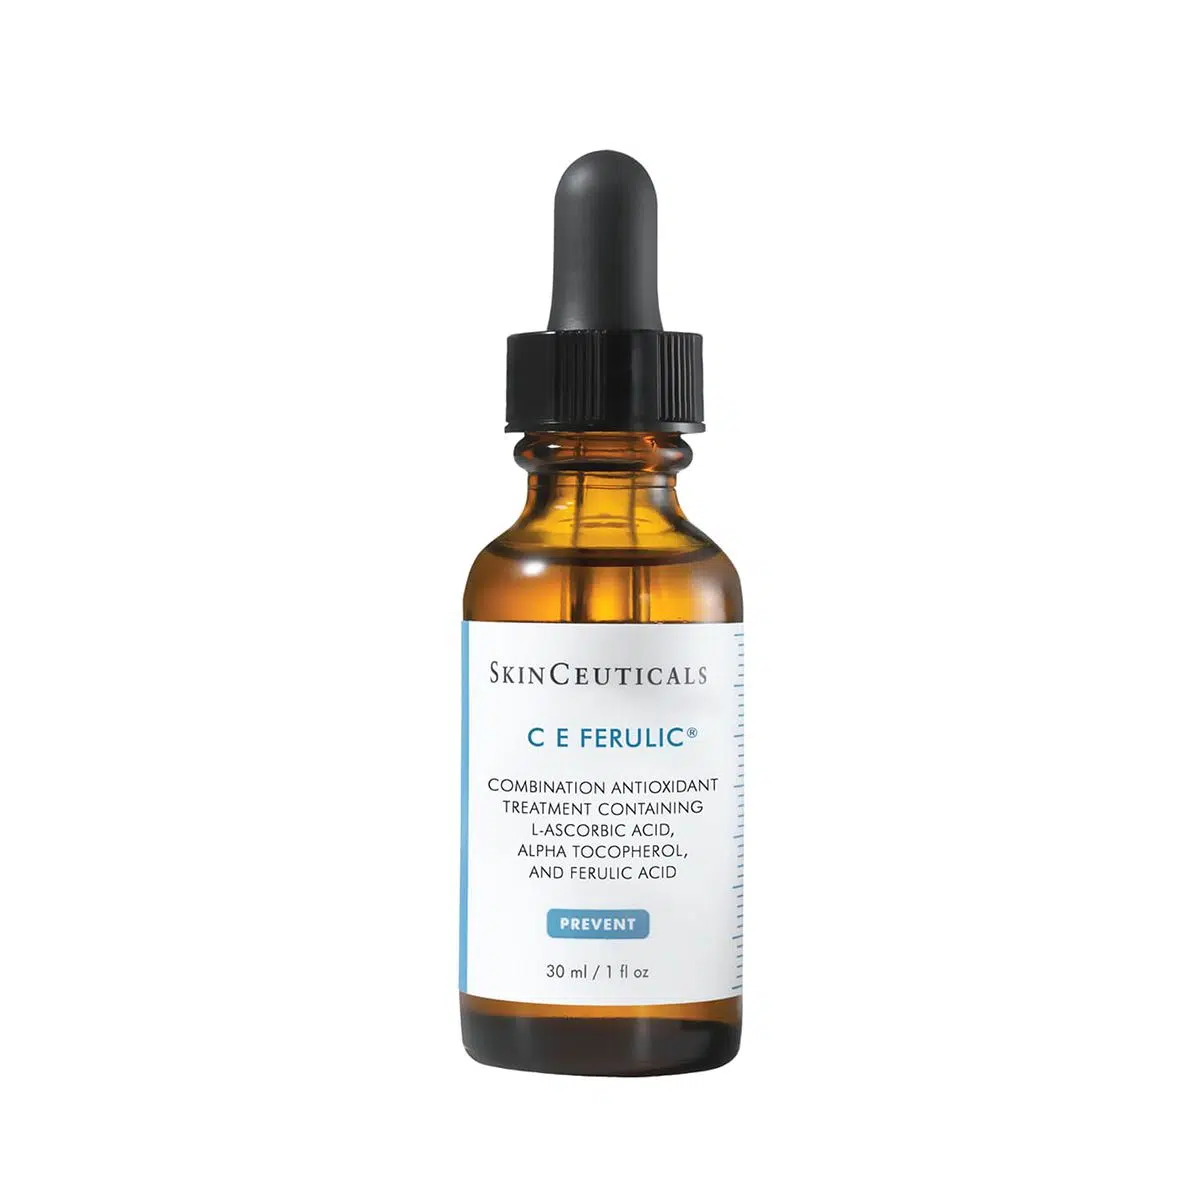 SKINCEUTICALS
C E FERULIC®
COMBINATION ANTIOXIDANT
TREATMENT CONTAINING
L-ASCORBIC ACID,
ALPHA TOCOPHEROL,
AND FERULIC ACID
PREVENT
30 ml / 1 fl oz